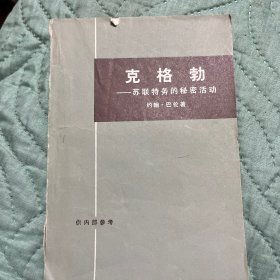 克格勃
——苏联特务的秘密活动
约翰·巴伦著
供内部参考